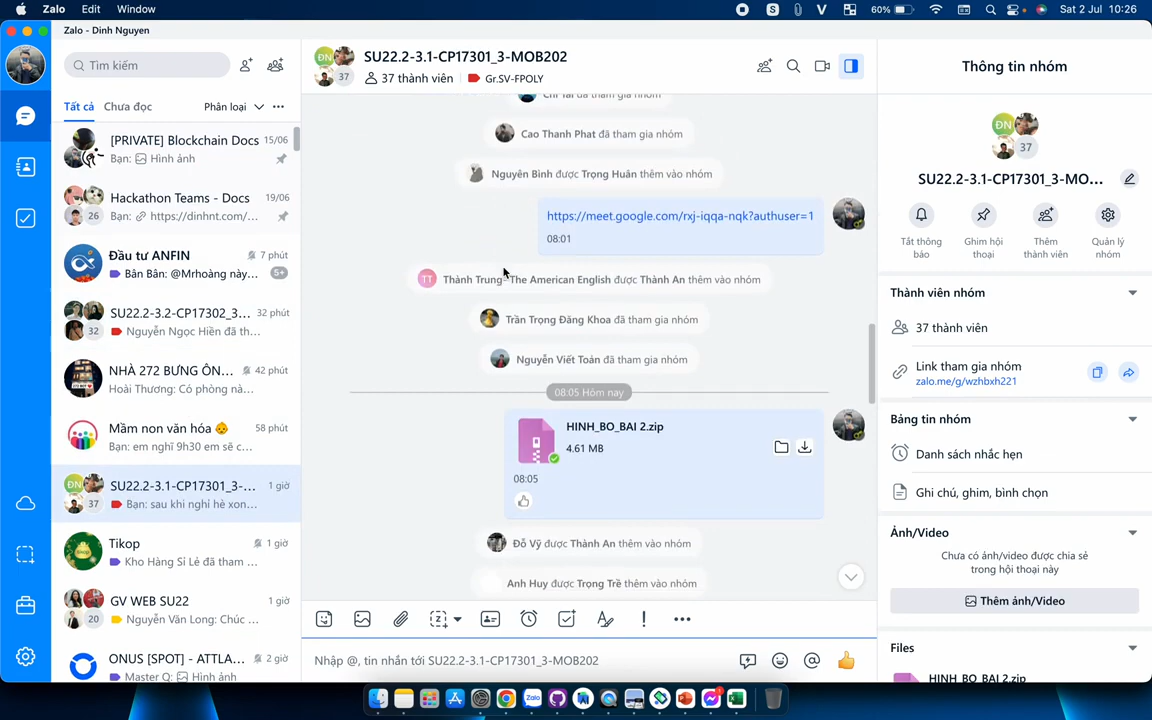 Zalo Edit Window
60%
Sat 2 Jul 10:26
Zalo - Dinh Nguyen
Tìm kiếm
Tất cả Chưa đọc Phân loại
[PRIVATE] Blockchain Docs 15/06
Bạn: Hình ảnh
Hackathon Teams - Docs 19/06
26 Bạn: https://dinhnt.com/...
Đầu tư ANFIN 7 phút
Bân Bân: @Mrhoàng này... 5+
SU22.2-3.2-CP17302_3... 32 phút
32 Nguyễn Ngọc Hiền đã th...
NHÀ 272 BƯNG ÔN... 42 phút
Hoài Thương: Có phòng nà...
Mầm non văn hóa 58 phút
Bạn: em nghĩ 9h30 em sẽ c...
ĐN SU22.2-3.1-CP17301_3-... 1 giờ
37 Bạn: sau khi nghỉ hè xon...
Tikop 1 giờ
Kho Hàng Sỉ Lẻ đã tham ...
GV WEB SU22 1 giờ
20 Nguyễn Văn Long: Chúc ...
ONUS [SPOT] - ATTLA... 2 giờ
Master Q: Hình ảnh
ĐN
37
SU22.2-3.1-CP17301_3-MOB202
37 thành viên Gr.SV-FPOLY
Chí Tài đã tham gia nhóm
Cao Thanh Phat đã tham gia nhóm
Nguyên Bình được Trọng Huân thêm vào nhóm
https://meet.google.com/rxj-iqqa-nqk?authuser=1
08:01
TT Thành Trung-The American English được Thành An thêm vào nhóm
Trần Trọng Đăng Khoa đã tham gia nhóm
Nguyễn Viết Toàn đã tham gia nhóm
08:05 Hôm nay
HINH_BO_BAI 2.zip
4.61 MB
08:05
Đỗ Vỹ được Thành An thêm vào nhóm
Anh Huy được Trọng Trề thêm vào nhóm
Nhập @, tin nhắn tới SU22.2-3.1-CP17301_3-MOB202
Thông tin nhóm
ĐN
37
SU22.2-3.1-CP17301_3-MO...
Tắt thông báo
Ghim hội thoại
Thêm thành viên
Quản lý nhóm
Thành viên nhóm
37 thành viên
Link tham gia nhóm
zalo.me/g/wzhbxh221
Bảng tin nhóm
Danh sách nhắc hẹn
Ghi chú, ghim, bình chọn
Ảnh/Video
Chưa có ảnh/video được chia sẻ
trong hội thoại này
Thêm ảnh/Video
Files
HINH_BO_BAI 2.zip